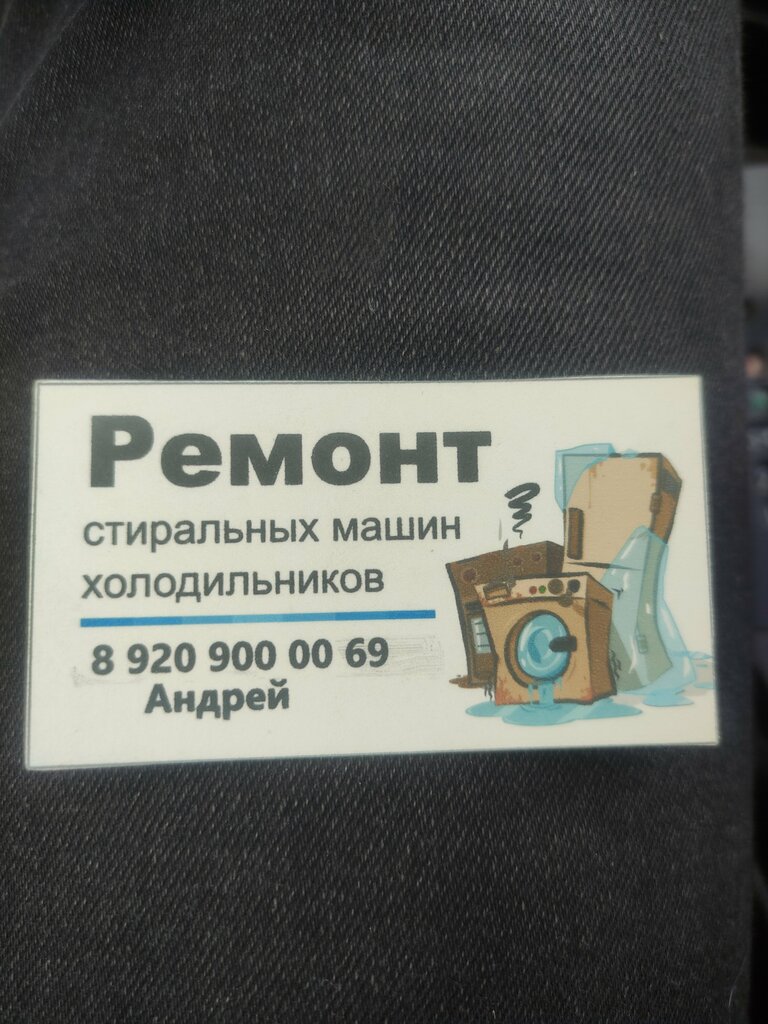 Ремонт
стиральных машин
холодильников
8 920 900 00 69
Андрей